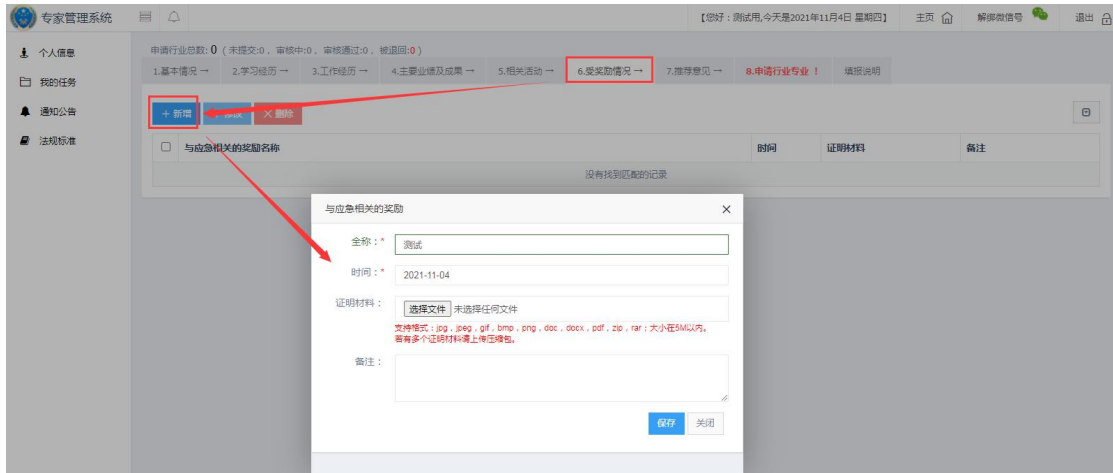 专家管理系统
【您好：测试用,今天是2021年11月4日 星期四】 主页 解绑微信号 退出
个人信息
我的任务
通知公告
法规标准
申请行业总数: 0 ( 未提交:0 , 审核中:0 , 审核通过:0 , 被退回:0 )
1.基本情况→ 2.学习经历→ 3.工作经历→ 4.主要业绩及成果→ 5.相关活动→ 6.受奖励情况→ 7.推荐意见→ 8.申请行业专业 ！ 填报说明
+ 新增 修改 ×删除
与应急相关的奖励名称 时间 证明材料 备注
没有找到匹配的记录
与应急相关的奖励 ×
全称：* 测试
时间：* 2021-11-04
证明材料： 选择文件 未选择任何文件
支持格式：jpg , jpeg , gif , bmp , png , doc , docx , pdf , zip , rar；大小在5M以内。
若有多个证明材料请上传压缩包。
备注：
保存 关闭